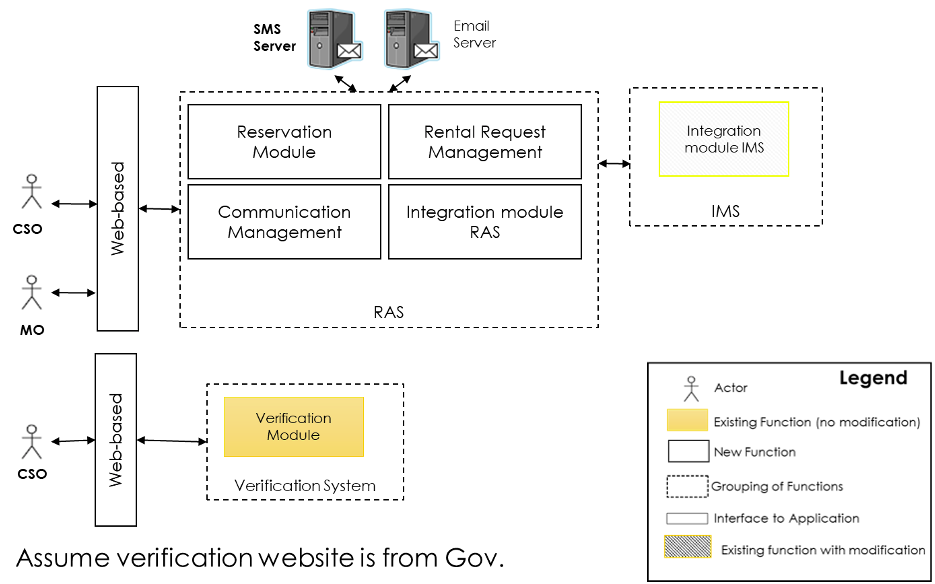 SMS
Server
Email
Server
Reservation
Module
Rental Request
Management
Integration
module IMS
Web-based
CSO
Communication
Management
Integration module
RAS
IMS
MO
RAS
Legend
Actor
Web-based
Verification
Module
Existing Function (no modification)
New Function
CSO
Verification System
Grouping of Functions
Interface to Application
Existing function with modification
Assume verification website is from Gov.